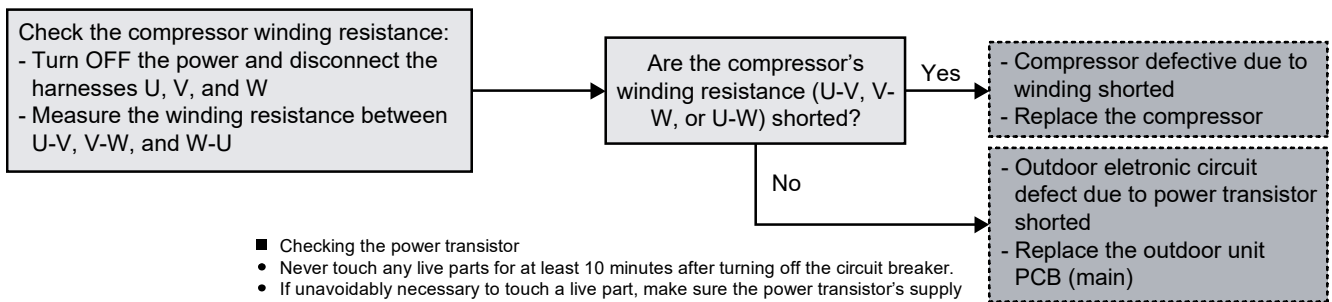 Check the compressor winding resistance:
- Turn OFF the power and disconnect the
harnesses U, V, and W
- Measure the winding resistance between
U-V, V-W, and W-U
Are the compressor's
winding resistance (U-V, V-
W, or U-W) shorted?
Yes
- Compressor defective due to
winding shorted
- Replace the compressor
No
- Outdoor eletronic circuit
defect due to power transistor
shorted
- Replace the outdoor unit
PCB (main)
■ Checking the power transistor
• Never touch any live parts for at least 10 minutes after turning off the circuit breaker.
• If unavoidably necessary to touch a live part, make sure the power transistor's supply